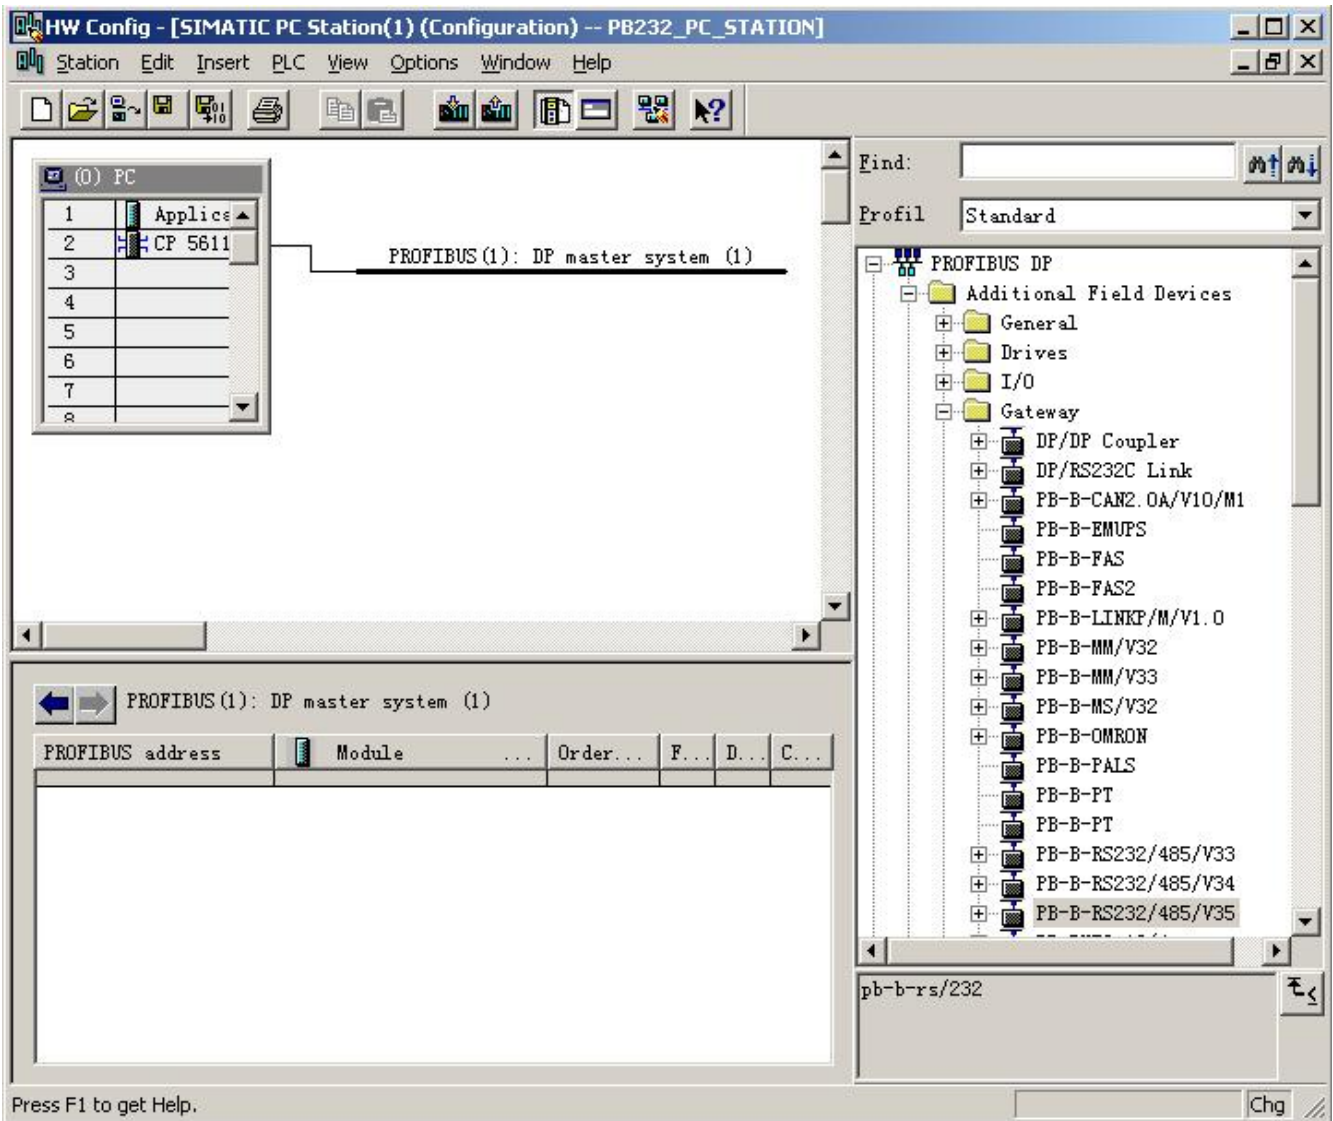 HW Config - [SIMATIC PC Station(1) (Configuration) -- PB232_PC_STATION]
Station Edit Insert PLC View Options Window Help
(0) PC
1 Applica
2 CP 5611
3
4
5
6
7
8
PROFIBUS(1): DP master system (1)
Find:
Profil Standard
PROFIBUS DP
Additional Field Devices
General
Drives
I/O
Gateway
DP/DP Coupler
DP/RS232C Link
PB-B-CAN2.0A/V10/M1
PB-B-EMUPS
PB-B-FAS
PB-B-FAS2
PB-B-LINKP/M/V1.0
PB-B-MM/V32
PB-B-MM/V33
PB-B-MS/V32
PB-B-OMRON
PB-B-PALS
PB-B-PT
PB-B-PT
PB-B-RS232/485/V33
PB-B-RS232/485/V34
PB-B-RS232/485/V35
pb-b-rs/232
PROFIBUS(1): DP master system (1)
PROFIBUS address Module ... Order... F... D... C...
Press F1 to get Help.
Chg